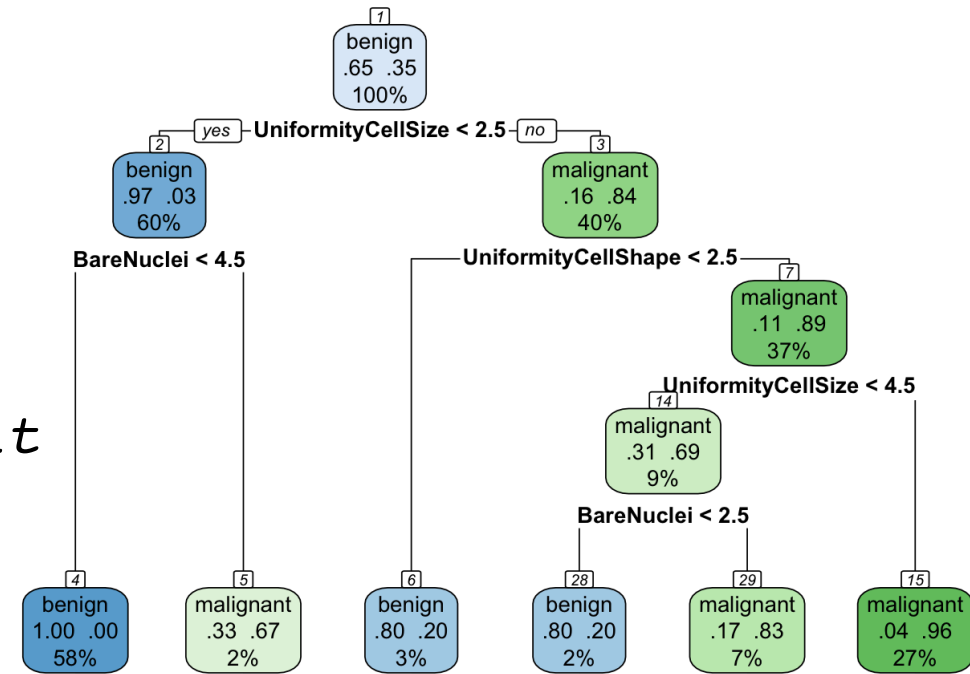 1
benign
.65 .35
100%
yes UniformityCellSize < 2.5 no
2
benign
.97 .03
60%
3
malignant
.16 .84
40%
BareNuclei < 4.5
UniformityCellShape < 2.5
7
malignant
.11 .89
37%
UniformityCellSize < 4.5
14
malignant
.31 .69
9%
BareNuclei < 2.5
4
benign
1.00 .00
58%
5
malignant
.33 .67
2%
6
benign
.80 .20
3%
28
benign
.80 .20
2%
29
malignant
.17 .83
7%
15
malignant
.04 .96
27%